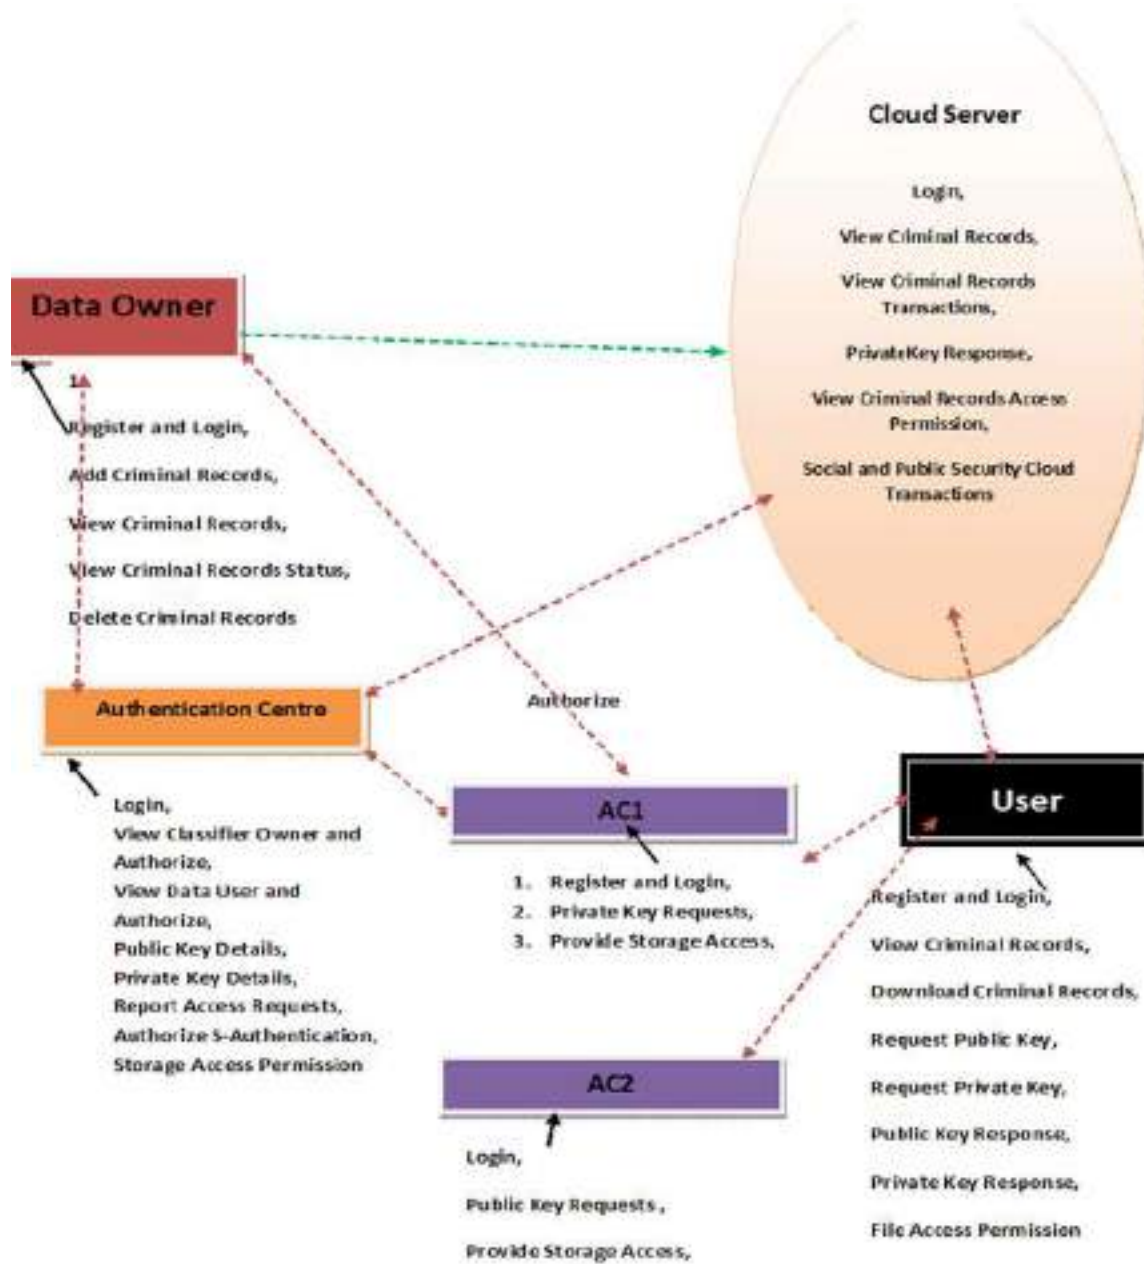 Cloud Server
Login,
View Criminal Records,
View Criminal Records
Transactions,
PrivateKey Response,
View Criminal Records Access
Permission,
Social and Public Security Cloud
Transactions
Data Owner
1
Register and Login,
Add Criminal Records,
View Criminal Records,
View Criminal Records Status,
Delete Criminal Records
Authentication Centre
Login,
View Classifier Owner and
Authorize,
View Data User and
Authorize,
Public Key Details,
Private Key Details,
Report Access Requests,
Authorize S-Authentication,
Storage Access Permission
Authorize
AC1
1. Register and Login,
2. Private Key Requests,
3. Provide Storage Access,
AC2
Login,
Public Key Requests ,
Provide Storage Access,
User
Register and Login,
View Criminal Records,
Download Criminal Records,
Request Public Key,
Request Private Key,
Public Key Response,
Private Key Response,
File Access Permission